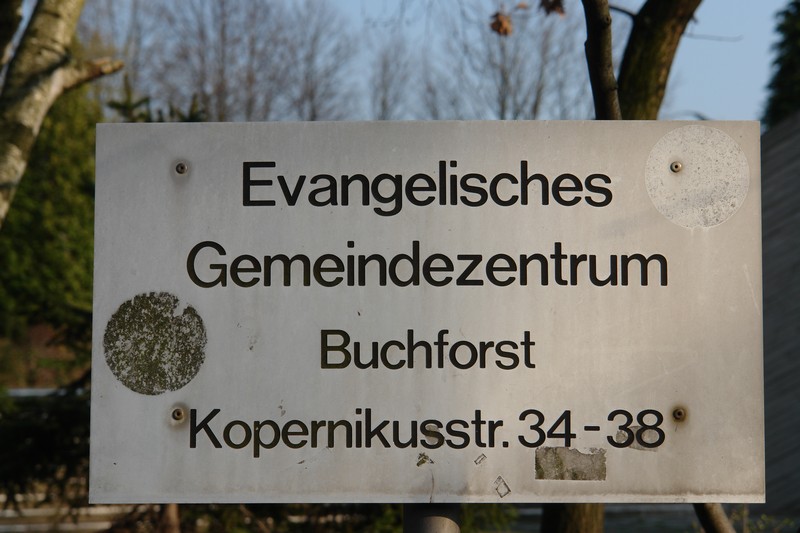 Evangelisches
Gemeindezentrum
Buchforst
Kopernikusstr. 34-38